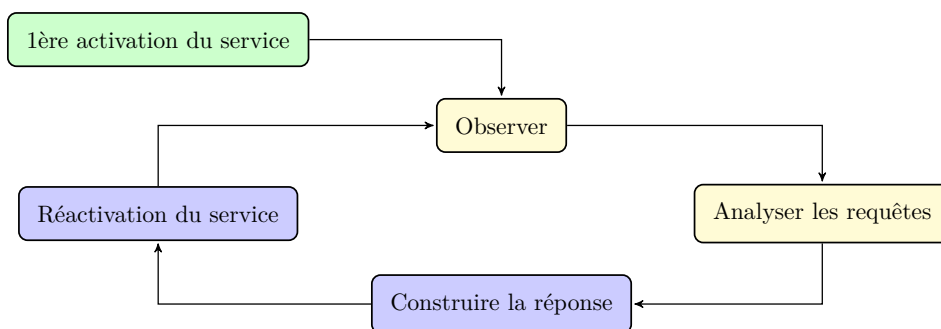 1ère activation du service
Observer
Réactivation du service
Analyser les requêtes
Construire la réponse